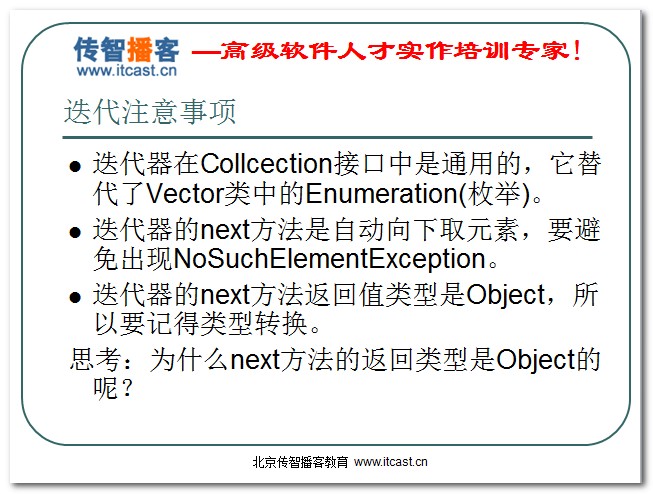 传智播客 —高级软件人才实作培训专家!
www.itcast.cn
迭代注意事项
● 迭代器在Collcection接口中是通用的，它替
代了Vector类中的Enumeration(枚举)。
● 迭代器的next方法是自动向下取元素，要避
免出现NoSuchElementException。
● 迭代器的next方法返回值类型是Object，所
以要记得类型转换。
思考：为什么next方法的返回类型是Object的
呢？
北京传智播客教育 www.itcast.cn